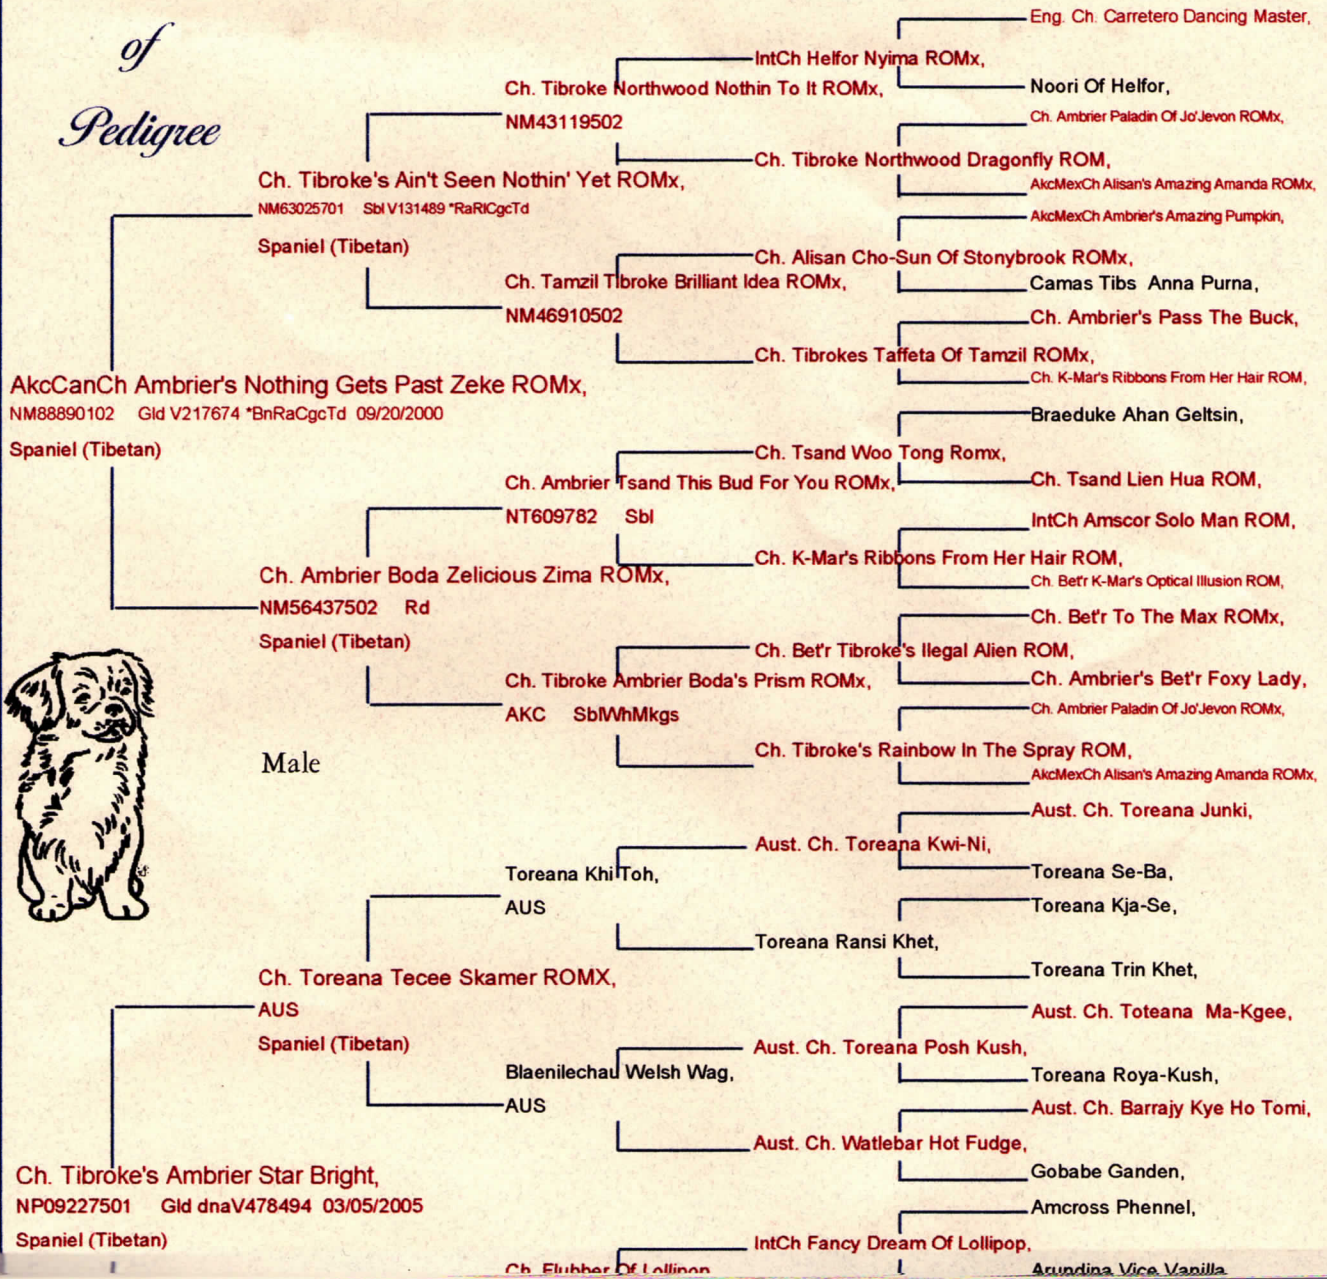 of
Pedigree
Eng. Ch. Carretero Dancing Master,
IntCh Helfor Nyima ROMx,
Noori Of Helfor,
Ch. Tibroke Northwood Nothin To It ROMx,
NM43119502
Ch. Ambrier Paladin Of Jo'Jevon ROMx,
Ch. Tibroke Northwood Dragonfly ROM,
AkcMexCh Alisan's Amazing Amanda ROMx,
Ch. Tibroke's Ain't Seen Nothin' Yet ROMx,
NM63025701 Sbl V131489 *RaRlCgcTd
Spaniel (Tibetan)
AkcMexCh Ambrier's Amazing Pumpkin,
Ch. Alisan Cho-Sun Of Stonybrook ROMx,
Camas Tibs Anna Purna,
Ch. Tamzil Tibroke Brilliant Idea ROMx,
NM46910502
Ch. Ambrier's Pass The Buck,
Ch. Tibrokes Taffeta Of Tamzil ROMx,
Ch. K-Mar's Ribbons From Her Hair ROM,
AkcCanCh Ambrier's Nothing Gets Past Zeke ROMx,
NM88890102 Gld V217674 *BnRaCgcTd 09/20/2000
Spaniel (Tibetan)
Braeduke Ahan Geltsin,
Ch. Tsand Woo Tong Romx,
Ch. Tsand Lien Hua ROM,
Ch. Ambrier Tsand This Bud For You ROMx,
NT609782 Sbl
IntCh Amscor Solo Man ROM,
Ch. K-Mar's Ribbons From Her Hair ROM,
Ch. Bet'r K-Mar's Optical Illusion ROM,
Ch. Ambrier Boda Zelicious Zima ROMx,
NM56437502 Rd
Spaniel (Tibetan)
Ch. Bet'r To The Max ROMx,
Ch. Bet'r Tibroke's Ilegal Alien ROM,
Ch. Ambrier's Bet'r Foxy Lady,
Ch. Tibroke Ambrier Boda's Prism ROMx,
AKC SblWhMkgs
Ch. Ambrier Paladin Of Jo'Jevon ROMx,
Ch. Tibroke's Rainbow In The Spray ROM,
AkcMexCh Alisan's Amazing Amanda ROMx,
Male
Aust. Ch. Toreana Junki,
Aust. Ch. Toreana Kwi-Ni,
Toreana Se-Ba,
Toreana Khi Toh,
AUS
Toreana Kja-Se,
Toreana Ransi Khet,
Toreana Trin Khet,
Ch. Toreana Tecee Skamer ROMX,
AUS
Spaniel (Tibetan)
Aust. Ch. Toteana Ma-Kgee,
Aust. Ch. Toreana Posh Kush,
Toreana Roya-Kush,
Blaenilechau Welsh Wag,
AUS
Aust. Ch. Barrajy Kye Ho Tomi,
Aust. Ch. Watlebar Hot Fudge,
Gobabe Ganden,
Ch. Tibroke's Ambrier Star Bright,
NP09227501 Gld dnaV478494 03/05/2005
Spaniel (Tibetan)
Amcross Phennel,
IntCh Fancy Dream Of Lollipop,
Arundina Vice Vanilla
Ch. Flubber Of Lollipop